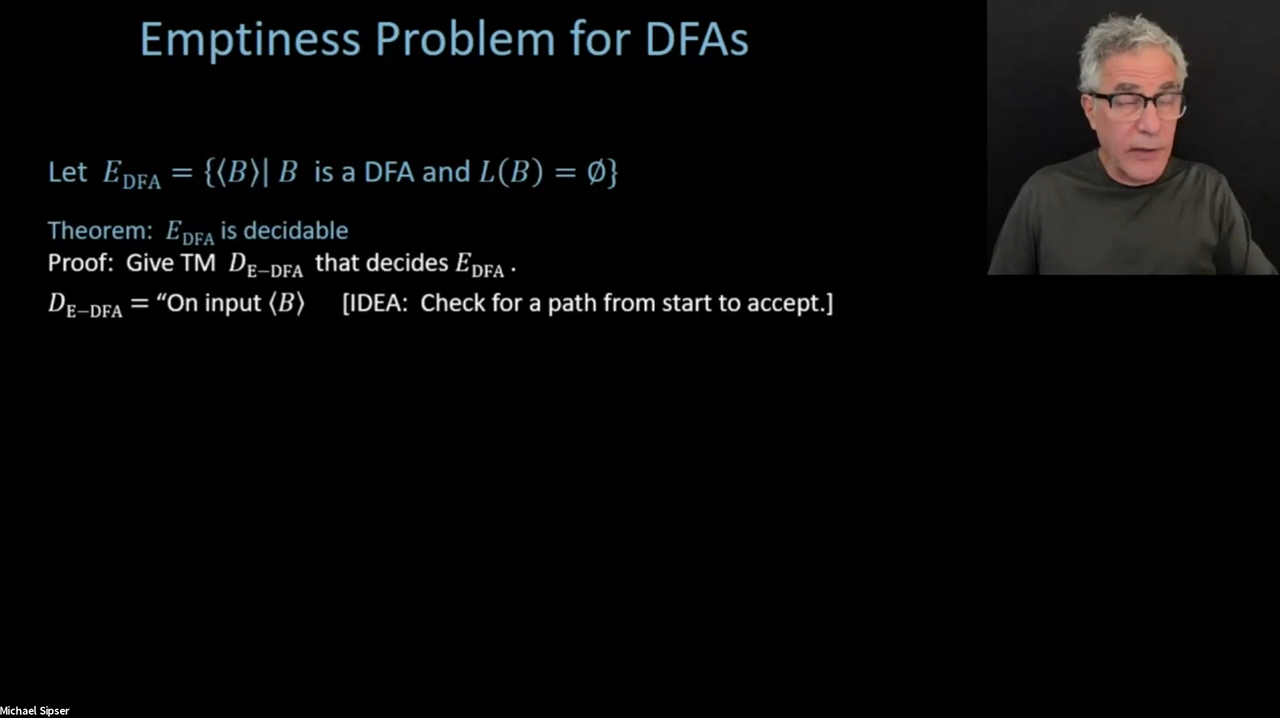 Emptiness Problem for DFAs
Let E_DFA = {⟨B⟩| B is a DFA and L(B) = ∅}
Theorem: E_DFA is decidable
Proof: Give TM D_E−DFA that decides E_DFA .
D_E−DFA = “On input ⟨B⟩ [IDEA: Check for a path from start to accept.]
Michael Sipser